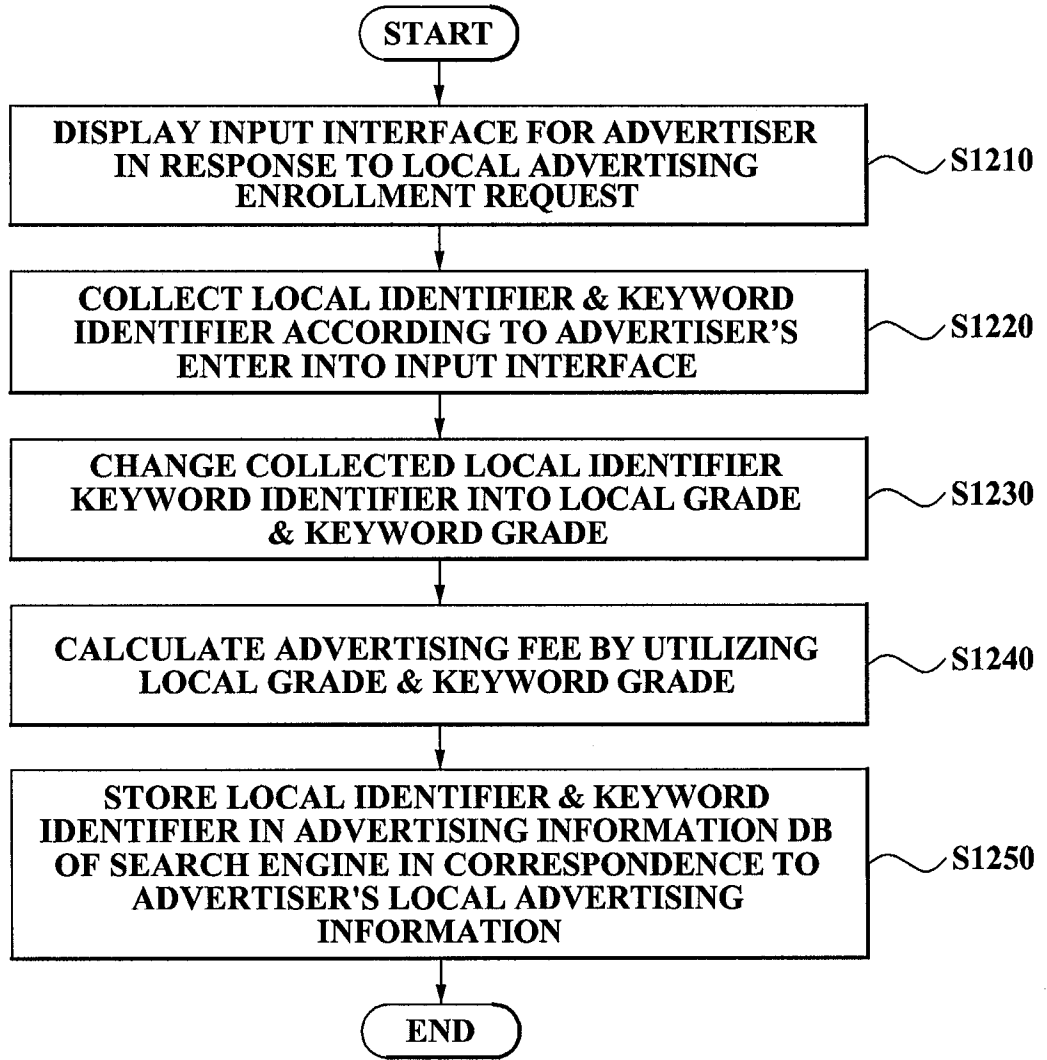 START
DISPLAY INPUT INTERFACE FOR ADVERTISER
IN RESPONSE TO LOCAL ADVERTISING
ENROLLMENT REQUEST
S1210
COLLECT LOCAL IDENTIFIER & KEYWORD
IDENTIFIER ACCORDING TO ADVERTISER'S
ENTER INTO INPUT INTERFACE
S1220
CHANGE COLLECTED LOCAL IDENTIFIER
KEYWORD IDENTIFIER INTO LOCAL GRADE
& KEYWORD GRADE
S1230
CALCULATE ADVERTISING FEE BY UTILIZING
LOCAL GRADE & KEYWORD GRADE
S1240
STORE LOCAL IDENTIFIER & KEYWORD
IDENTIFIER IN ADVERTISING INFORMATION DB
OF SEARCH ENGINE IN CORRESPONDENCE TO
ADVERTISER'S LOCAL ADVERTISING
INFORMATION
S1250
END